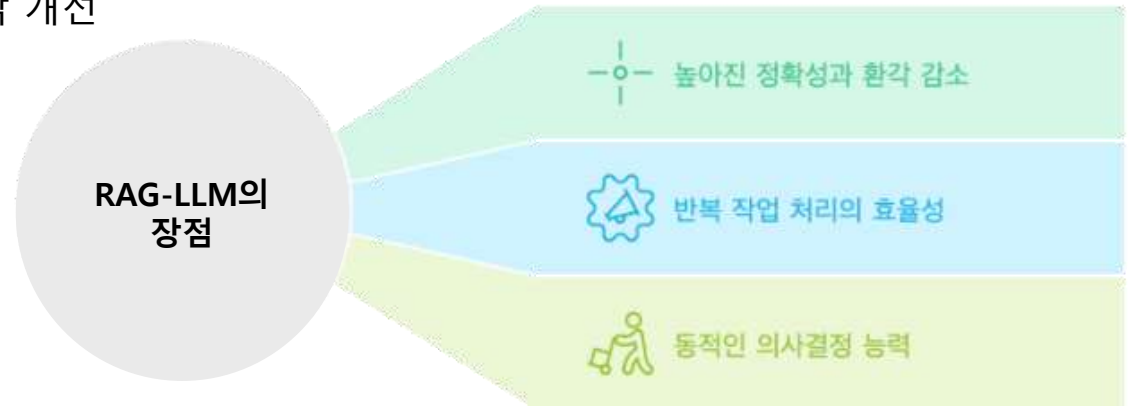 개선
RAG-LLM의
장점
높아진 정확성과 환각 감소
반복 작업 처리의 효율성
동적인 의사결정 능력